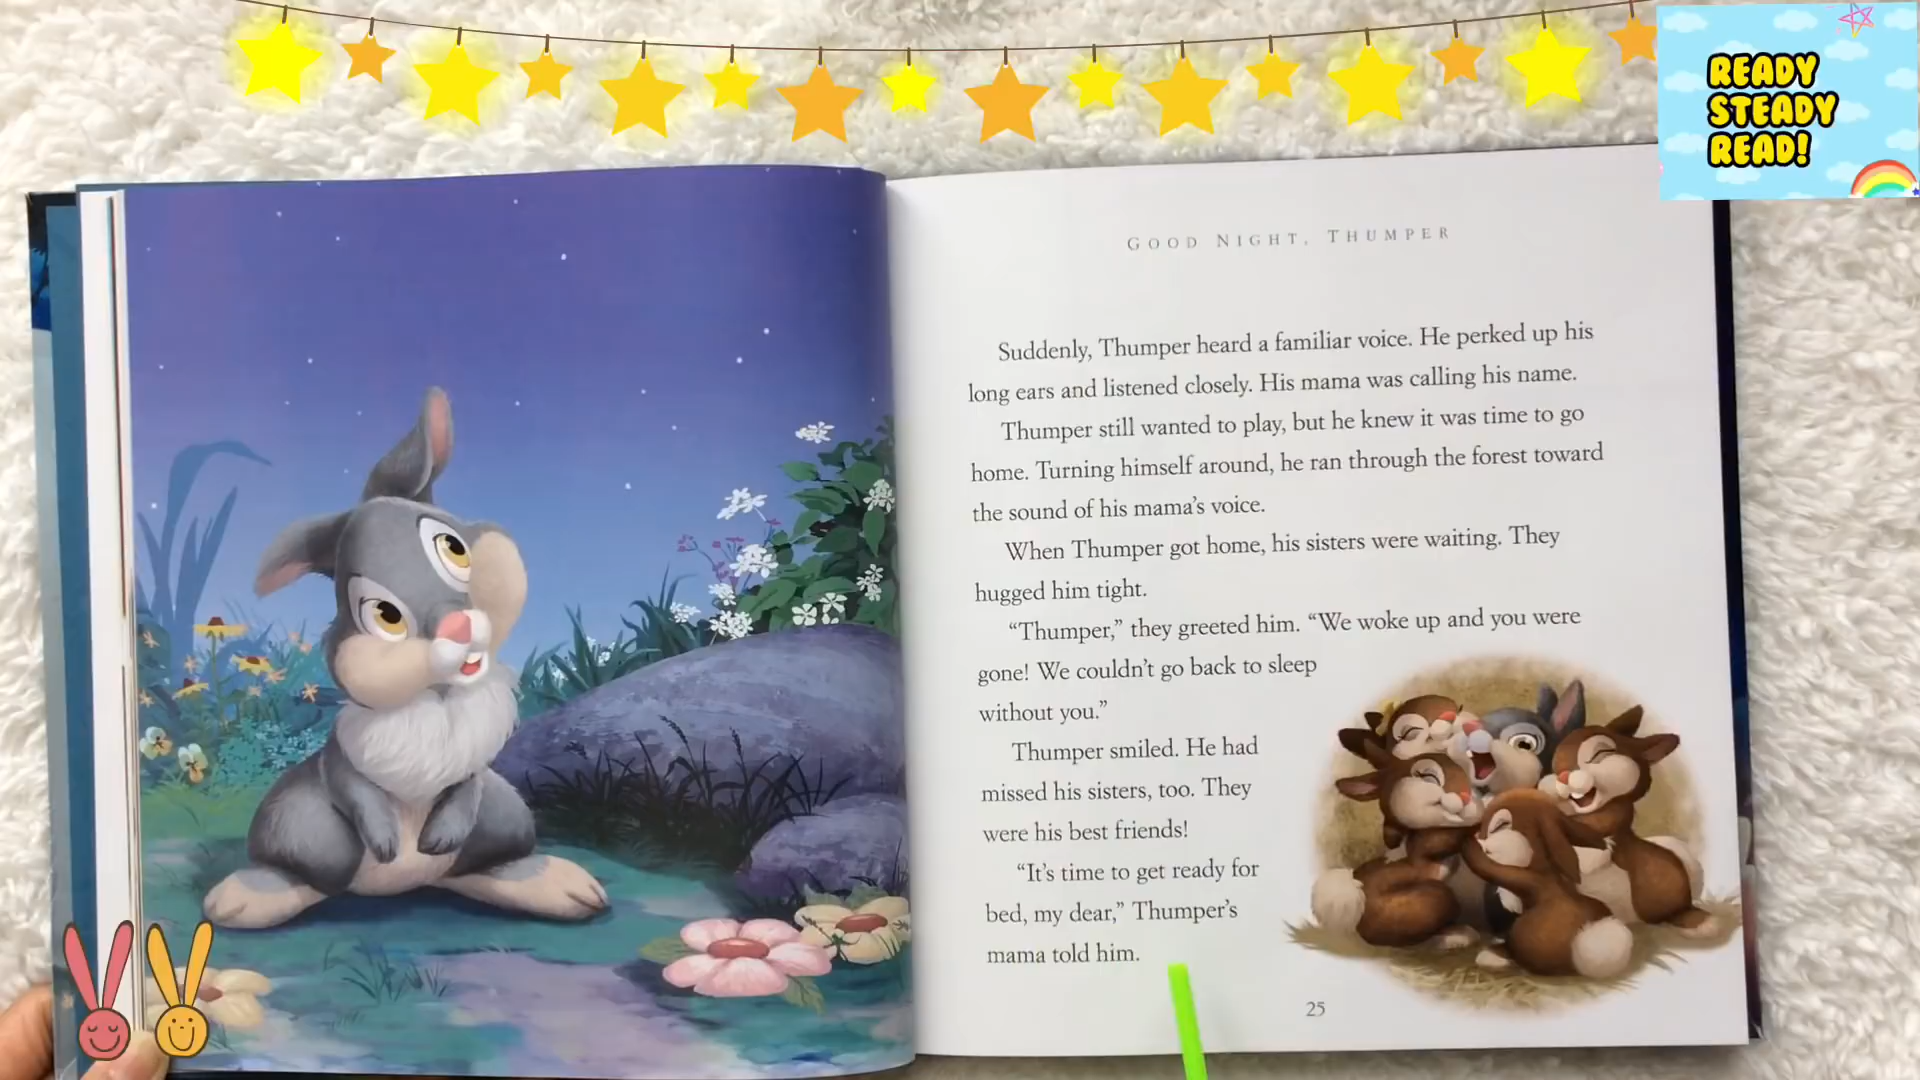 READY
STEADY
READ!
GOOD NIGHT, THUMPER
Suddenly, Thumper heard a familiar voice. He perked up his
long ears and listened closely. His mama was calling his name.
Thumper still wanted to play, but he knew it was time to go
home. Turning himself around, he ran through the forest toward
the sound of his mama's voice.
When Thumper got home, his sisters were waiting. They
hugged him tight.
“Thumper,” they greeted him. “We woke up and you were
gone! We couldn't go back to sleep
without you.”
Thumper smiled. He had
missed his sisters, too. They
were his best friends!
“It's time to get ready for
bed, my dear,” Thumper's
mama told him.
25